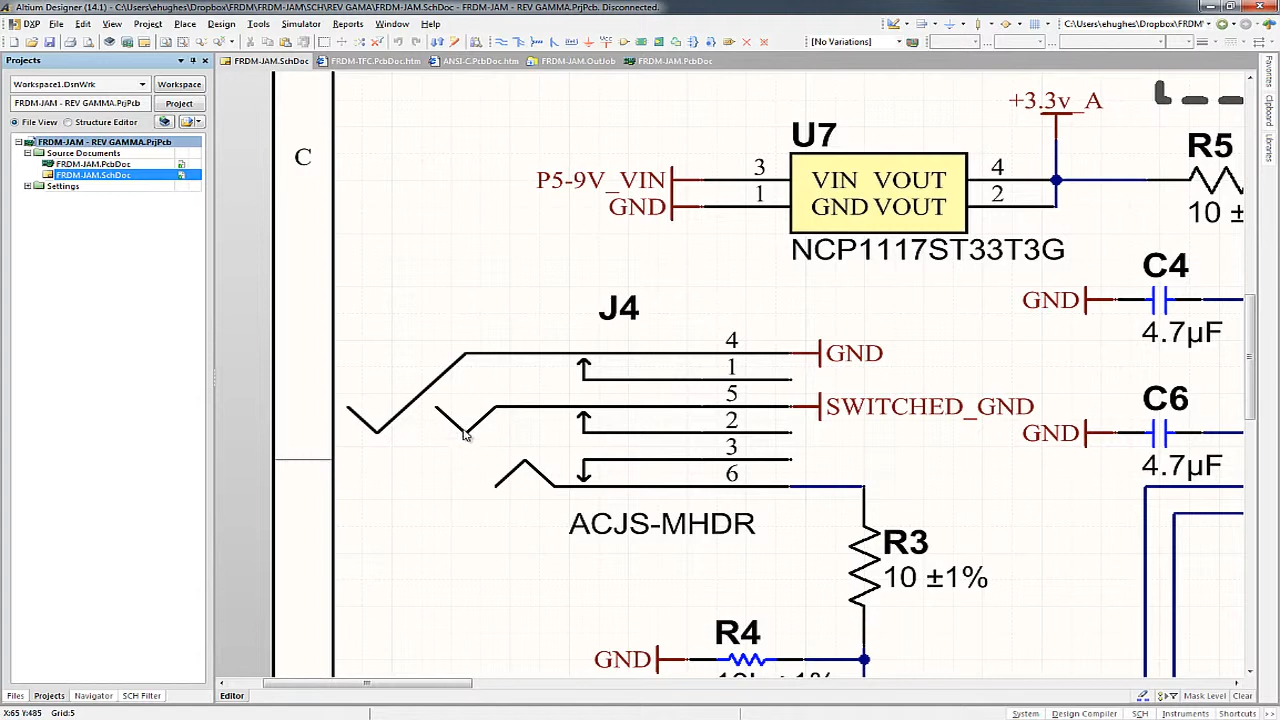 Altium Designer (14.1) - C:\Users\ehughes\Dropbox\FRDM\FRDM-JAM\SCH\REV GAMA\FRDM-JAM.SchDoc - FRDM-JAM - REV GAMMA.PrjPcb. Disconnected.
DXP File Edit View Project Place Design Tools Simulator Reports Window Help
C:\Users\ehughes\Dropbox\FRDM\
[No Variations]
Projects
FRDM-JAM.SchDoc FRDM-TFC.PcbDoc.htm ANSI-C.PcbDoc.htm FRDM-JAM.OutJob FRDM-JAM.PcbDoc
Workspace1.DsnWrk Workspace
FRDM-JAM - REV GAMMA.PrjPcb Project
File View Structure Editor
FRDM-JAM - REV GAMMA.PrjPcb
Source Documents
FRDM-JAM.PcbDoc
FRDM-JAM.SchDoc
Settings
Favorites
Clipboard
Libraries
C
+3.3v_A
U7
R5
P5-9V_VIN 3 VIN VOUT 4
GND 1 GND VOUT 2
10 ±
NCP1117ST33T3G
C4
GND
4.7µF
J4
4 GND
1
5 SWITCHED_GND
2
3
6
ACJS-MHDR
C6
GND
4.7µF
R3
10 ±1%
R4
GND
Files Projects Navigator SCH Filter
Editor
Mask Level Clear
X:65 Y:485 Grid:5
System Design Compiler SCH Instruments Shortcuts >>